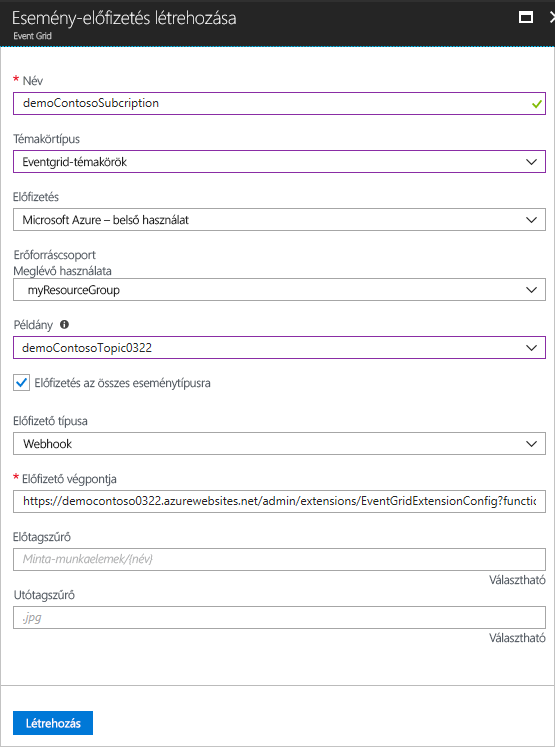 Esemény-előfizetés létrehozása
Event Grid
* Név
demoContosoSubcription
Témakörtípus
Eventgrid-témakörök
Előfizetés
Microsoft Azure – belső használat
Erőforráscsoport
Meglévő használata
myResourceGroup
Példány
demoContosoTopic0322
Előfizetés az összes eseménytípusra
Előfizető típusa
Webhook
* Előfizető végpontja
https://democontoso0322.azurewebsites.net/admin/extensions/EventGridExtensionConfig?functio
Előtagszűrő
Minta-munkaelemek/{név}
Választható
Utótagszűrő
.jpg
Választható
Létrehozás